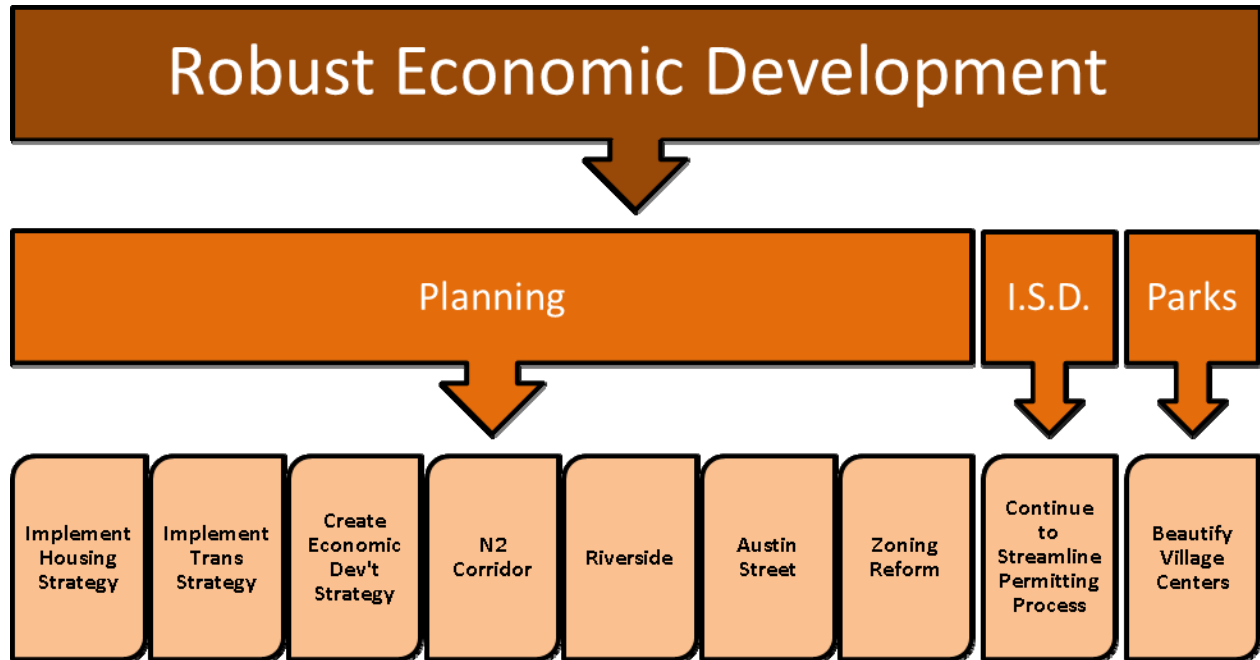 Robust Economic Development
Planning
I.S.D.
Parks
Implement
Housing
Strategy
Implement
Trans
Strategy
Create
Economic
Dev't
Strategy
N2
Corridor
Riverside
Austin
Street
Zoning
Reform
Continue
to
Streamline
Permitting
Process
Beautify
Village
Centers